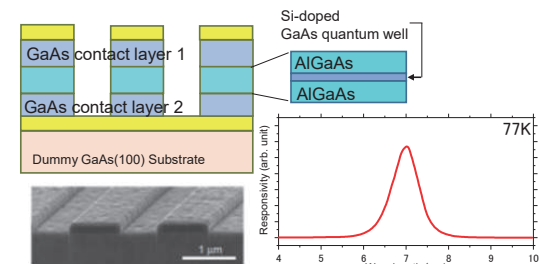 Si-doped
GaAs quantum well
GaAs contact layer 1
AlGaAs
AlGaAs
GaAs contact layer 2
Dummy GaAs(100) Substrate
77K
Responsivity (arb. unit)
4 5 6 7 8 9 10
1 μm